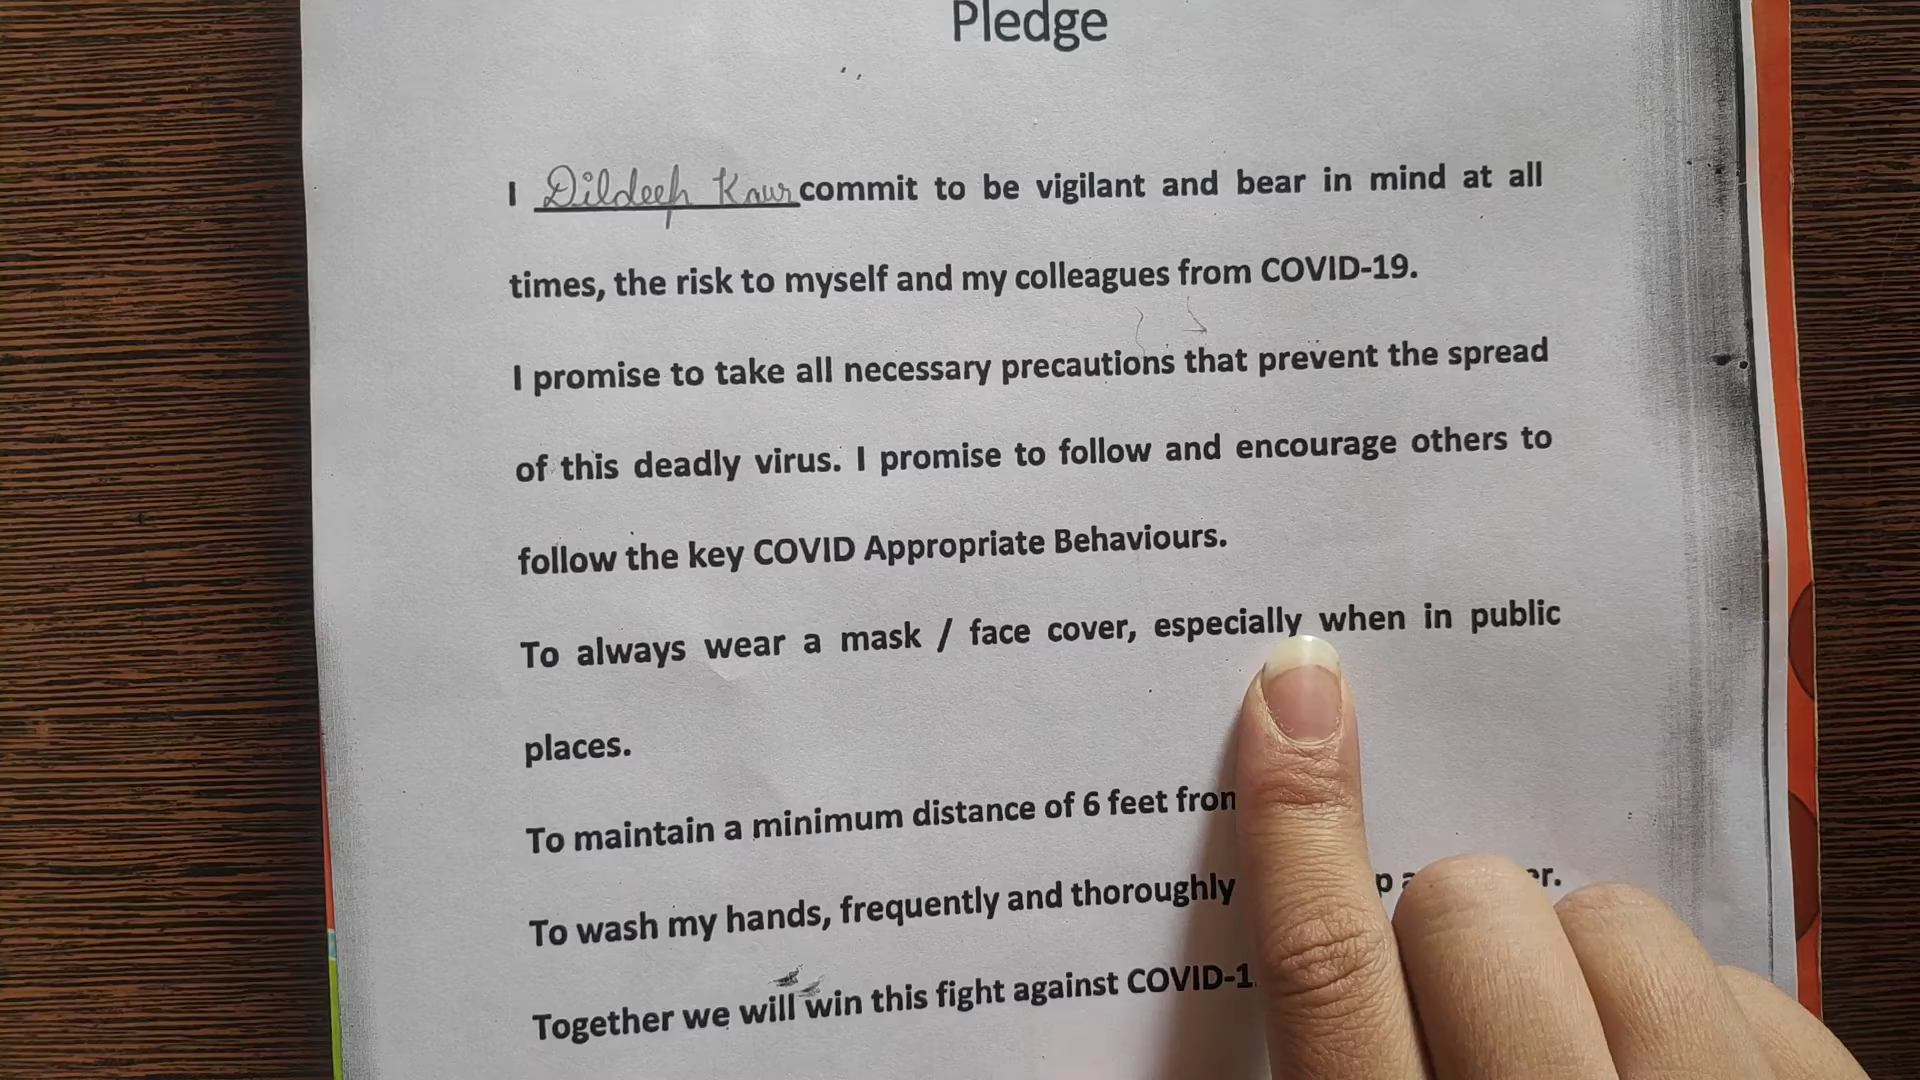 Pledge
I Dildeep Kaur commit to be vigilant and bear in mind at all
times, the risk to myself and my colleagues from COVID-19.
I promise to take all necessary precautions that prevent the spread
of this deadly virus. I promise to follow and encourage others to
follow the key COVID Appropriate Behaviours.
To always wear a mask / face cover, especially when in public
places.
To maintain a minimum distance of 6 feet
To wash my hands, frequently and thoroughly
Together we will win this fight against